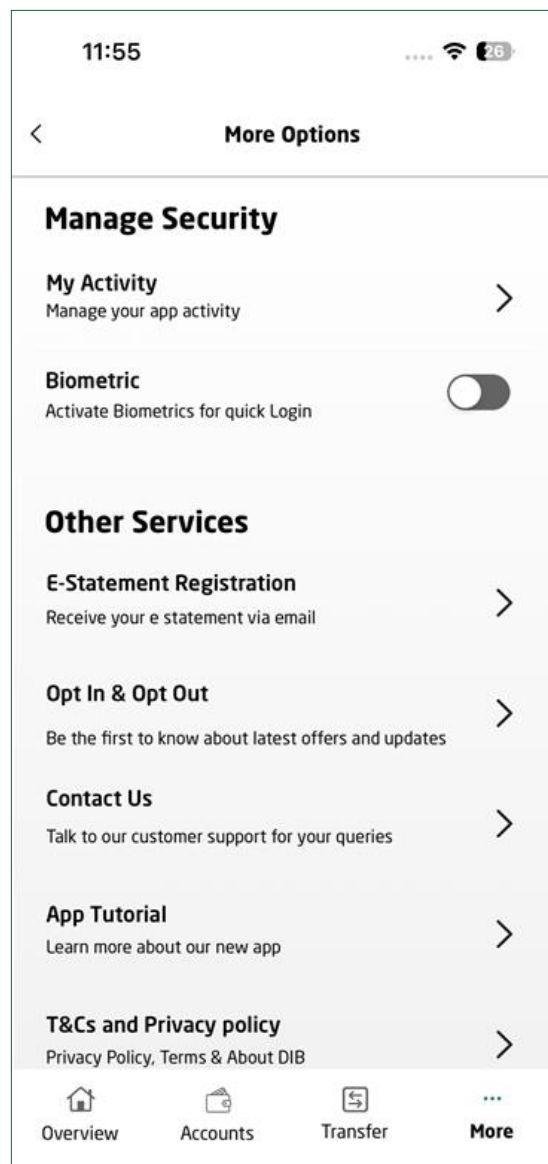 11:55
26
More Options
Manage Security
My Activity
Manage your app activity
Biometric
Activate Biometrics for quick Login
Other Services
E-Statement Registration
Receive your e statement via email
Opt In & Opt Out
Be the first to know about latest offers and updates
Contact Us
Talk to our customer support for your queries
App Tutorial
Learn more about our new app
T&Cs and Privacy policy
Privacy Policy, Terms & About DIB
Overview Accounts Transfer More